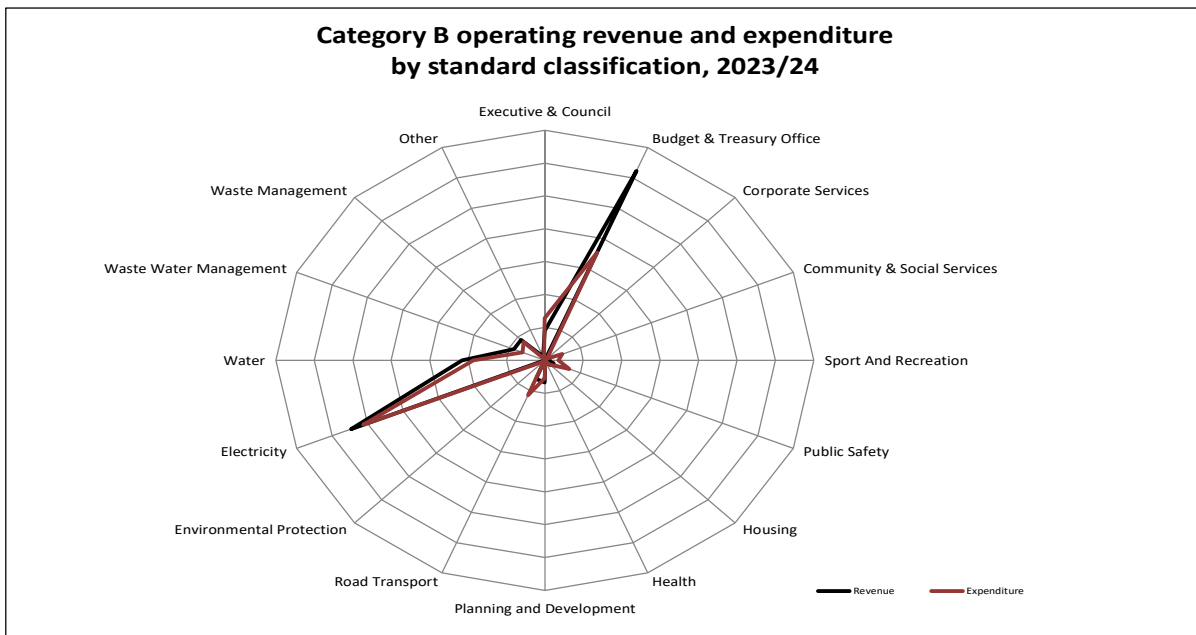 Category B operating revenue and expenditure
by standard classification, 2023/24
Executive & Council
Other
Budget & Treasury Office
Waste Management
Corporate Services
Waste Water Management
Community & Social Services
Water
Sport And Recreation
Electricity
Public Safety
Environmental Protection
Housing
Road Transport
Health
Planning and Development
Revenue
Expenditure